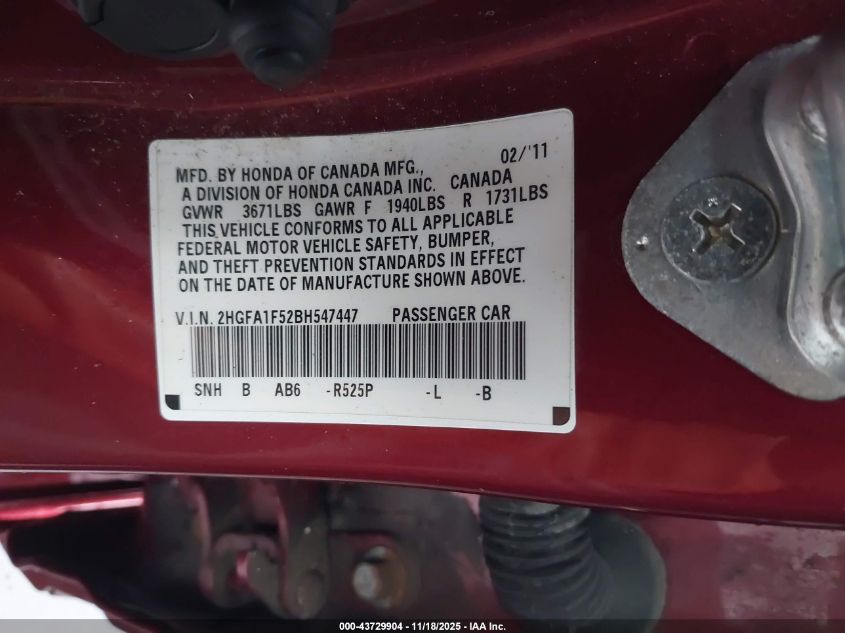 MFD. BY HONDA OF CANADA MFG., 02/'11
A DIVISION OF HONDA CANADA INC. CANADA
GVWR 3671LBS GAWR F 1940LBS R 1731LBS
THIS VEHICLE CONFORMS TO ALL APPLICABLE
FEDERAL MOTOR VEHICLE SAFETY, BUMPER,
AND THEFT PREVENTION STANDARDS IN EFFECT
ON THE DATE OF MANUFACTURE SHOWN ABOVE.
V.I.N. 2HGFA1F52BH547447 PASSENGER CAR
SNH B AB6 -R525P -L -B
000-43729904 - 11/18/2025 - IAA Inc.